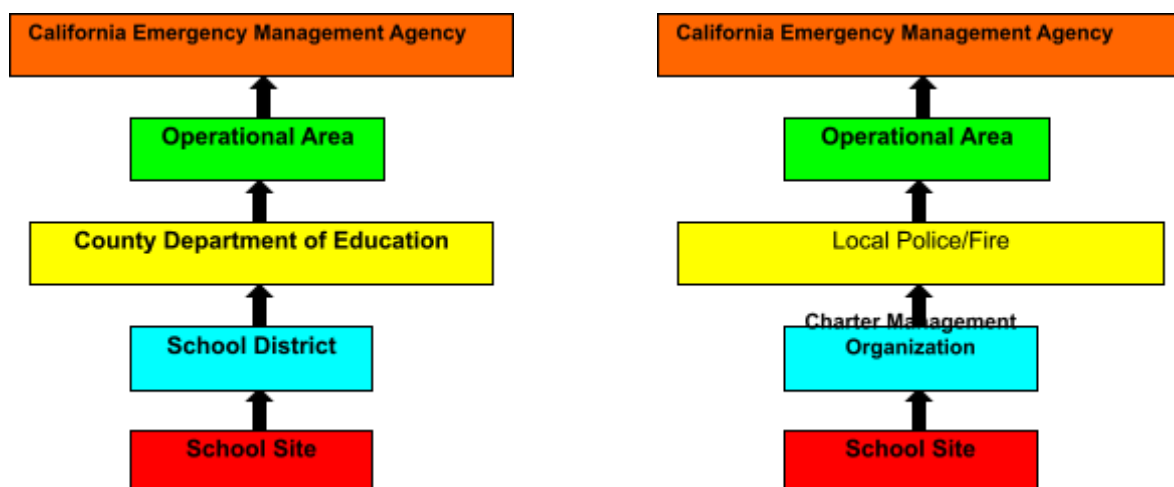 California Emergency Management Agency
Operational Area
County Department of Education
School District
School Site
California Emergency Management Agency
Operational Area
Local Police/Fire
Charter Management
Organization
School Site